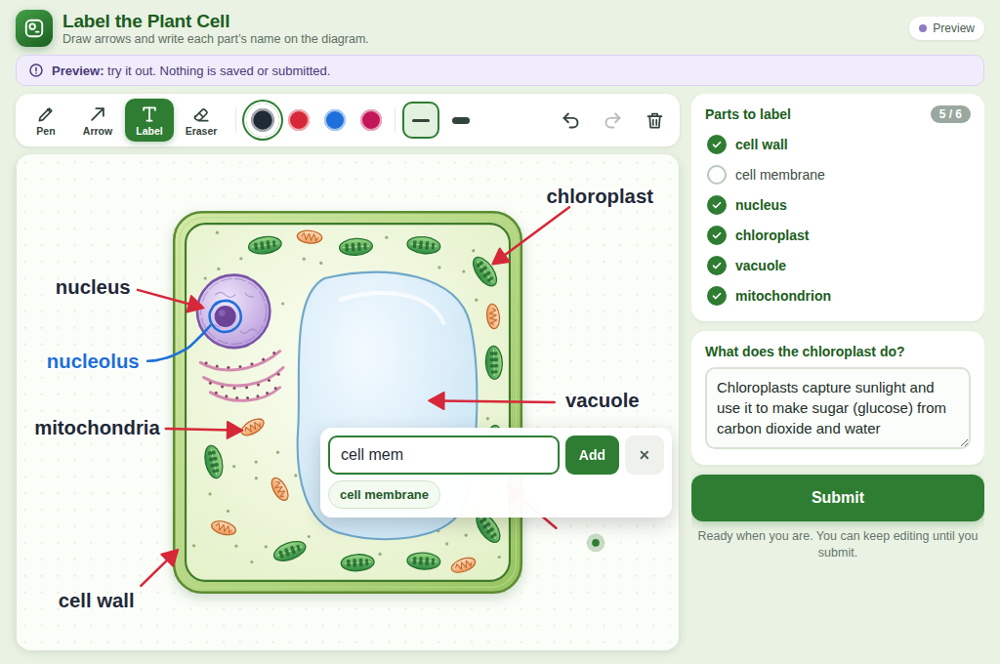 Label the Plant Cell
Draw arrows and write each part's name on the diagram.
Preview
Preview: try it out. Nothing is saved or submitted.
Pen
Arrow
Label
Eraser
chloroplast
nucleus
nucleolus
mitochondria
vacuole
cell wall
cell mem
Add
×
cell membrane
Parts to label
5 / 6
cell wall
cell membrane
nucleus
chloroplast
vacuole
mitochondrion
What does the chloroplast do?
Chloroplasts capture sunlight and
use it to make sugar (glucose) from
carbon dioxide and water
Submit
Ready when you are. You can keep editing until you
submit.